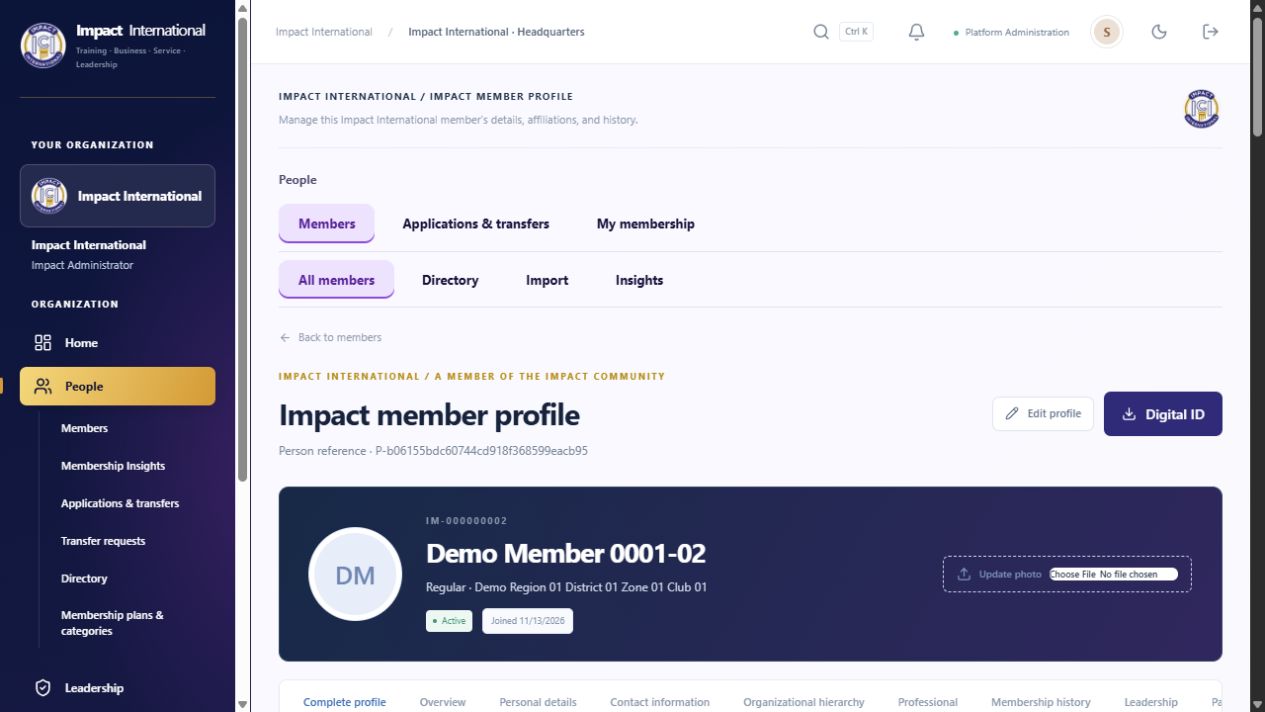 Impact International
Training · Business · Service ·
Leadership
YOUR ORGANIZATION
Impact International
Impact International
Impact Administrator
ORGANIZATION
Home
People
Members
Membership Insights
Applications & transfers
Transfer requests
Directory
Membership plans &
categories
Leadership
Impact International / Impact International · Headquarters
Ctrl K
Platform Administration
S
IMPACT INTERNATIONAL / IMPACT MEMBER PROFILE
Manage this Impact International member's details, affiliations, and history.
People
Members Applications & transfers My membership
All members Directory Import Insights
← Back to members
IMPACT INTERNATIONAL / A MEMBER OF THE IMPACT COMMUNITY
Impact member profile
Edit profile
Digital ID
Person reference · P-b06155bdc60744cd918f368599eacb95
IM-000000002
DM
Demo Member 0001-02
Regular · Demo Region 01 District 01 Zone 01 Club 01
Active
Joined 11/13/2026
Update photo Choose File No file chosen
Complete profile Overview Personal details Contact information Organizational hierarchy Professional Membership history Leadership Pa